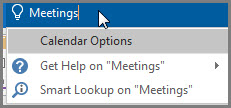 Meetings
Calendar Options
Get Help on "Meetings"
Smart Lookup on "Meetings"